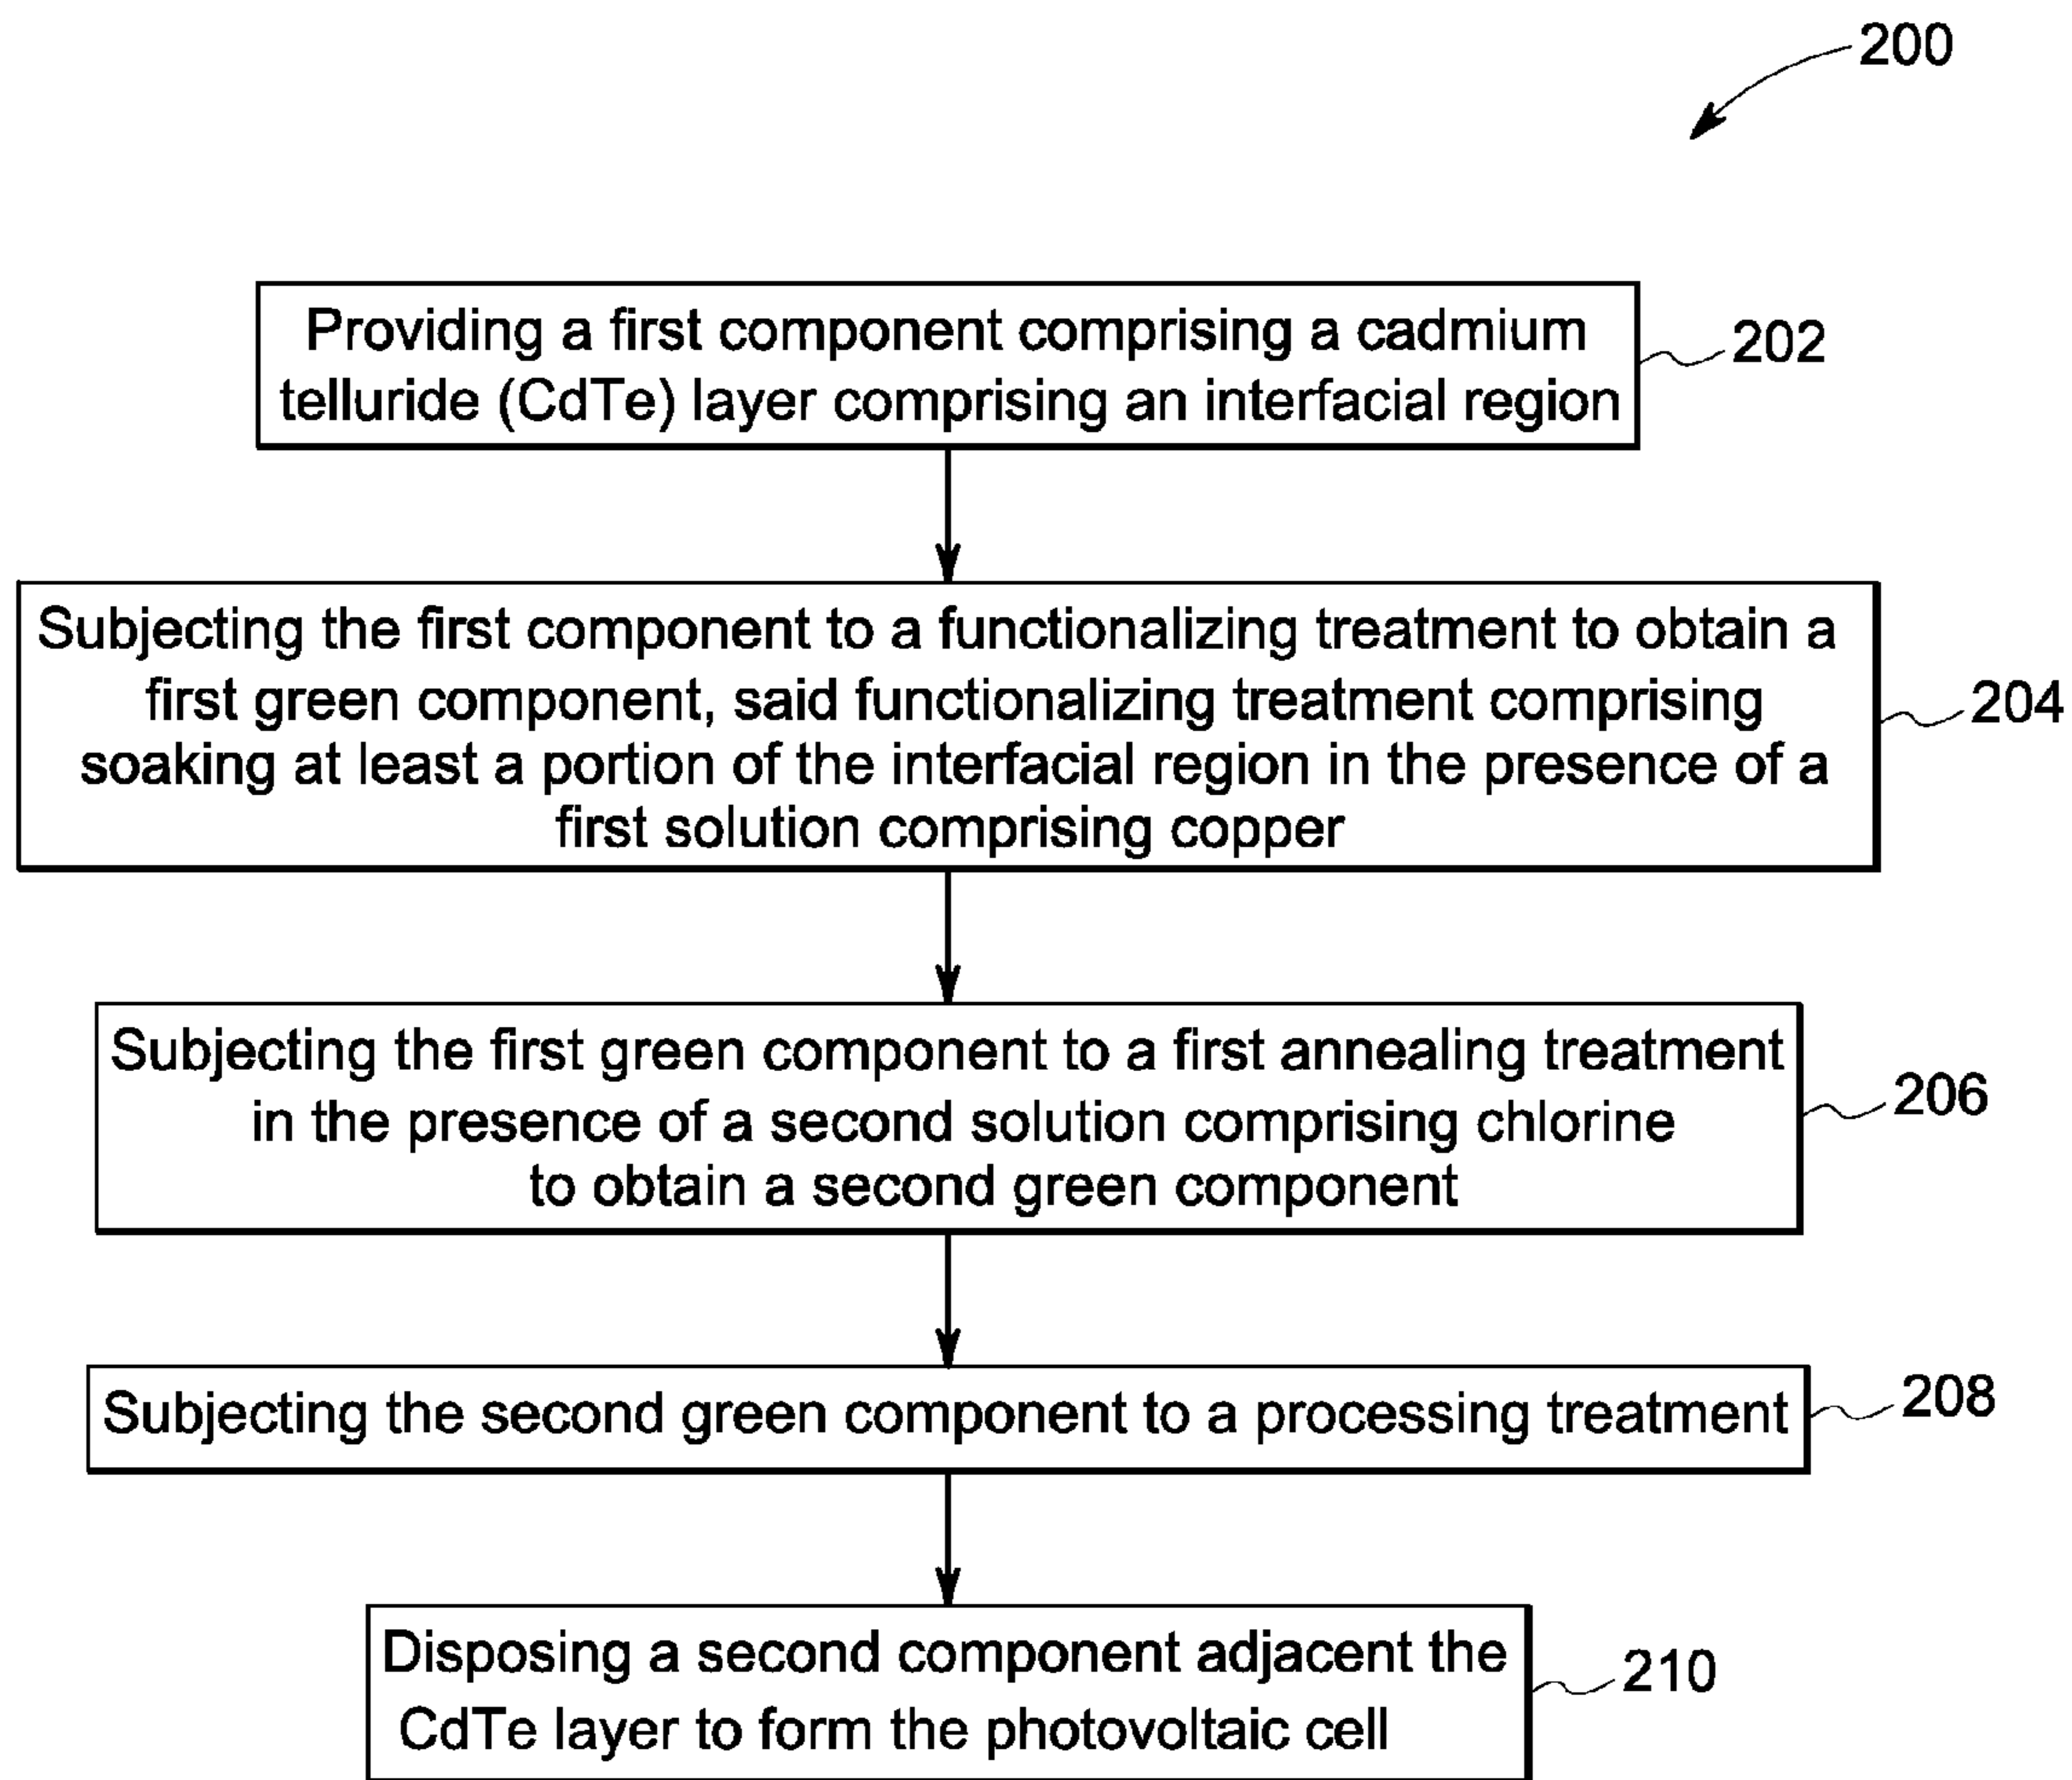 200
Providing a first component comprising a cadmium
telluride (CdTe) layer comprising an interfacial region
202
Subjecting the first component to a functionalizing treatment to obtain a
first green component, said functionalizing treatment comprising
soaking at least a portion of the interfacial region in the presence of a
first solution comprising copper
204
Subjecting the first green component to a first annealing treatment
in the presence of a second solution comprising chlorine
to obtain a second green component
206
Subjecting the second green component to a processing treatment
208
Disposing a second component adjacent the
CdTe layer to form the photovoltaic cell
210